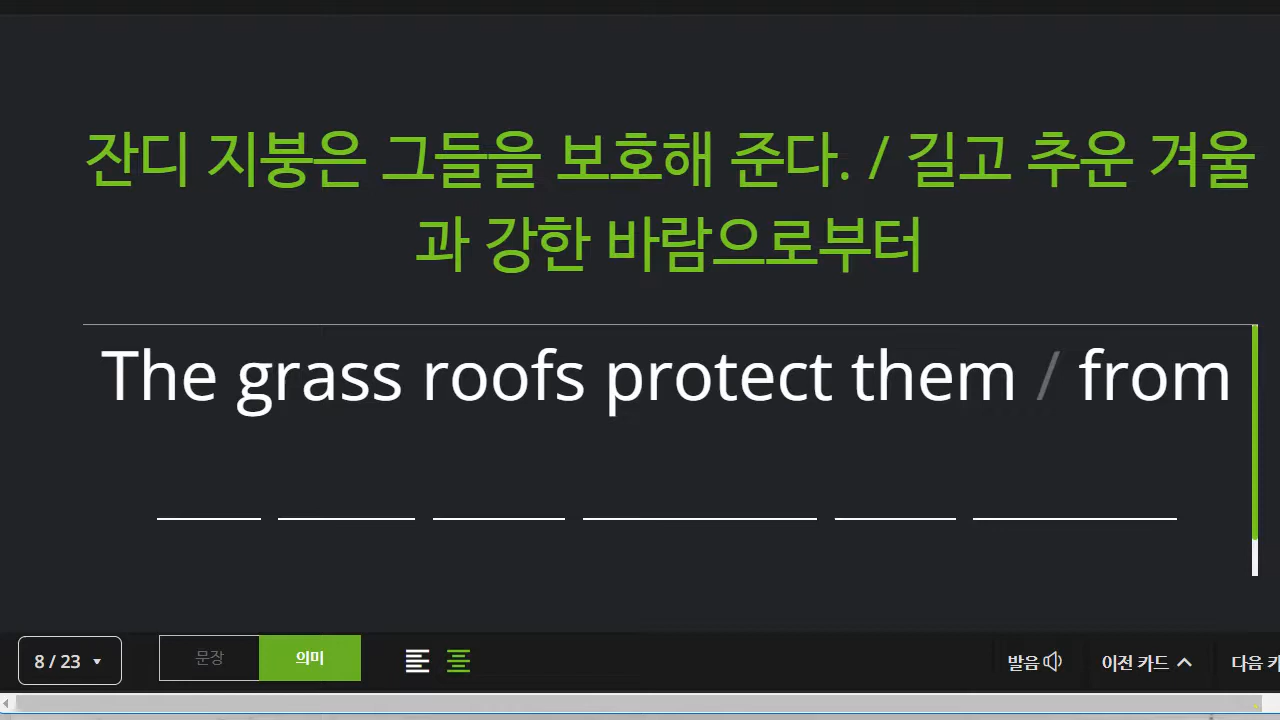 잔디 지붕은 그들을 보호해 준다. / 길고 추운 겨울
과 강한 바람으로부터
The grass roofs protect them / from
8 / 23
문장
의미
발음
이전 카드
다음